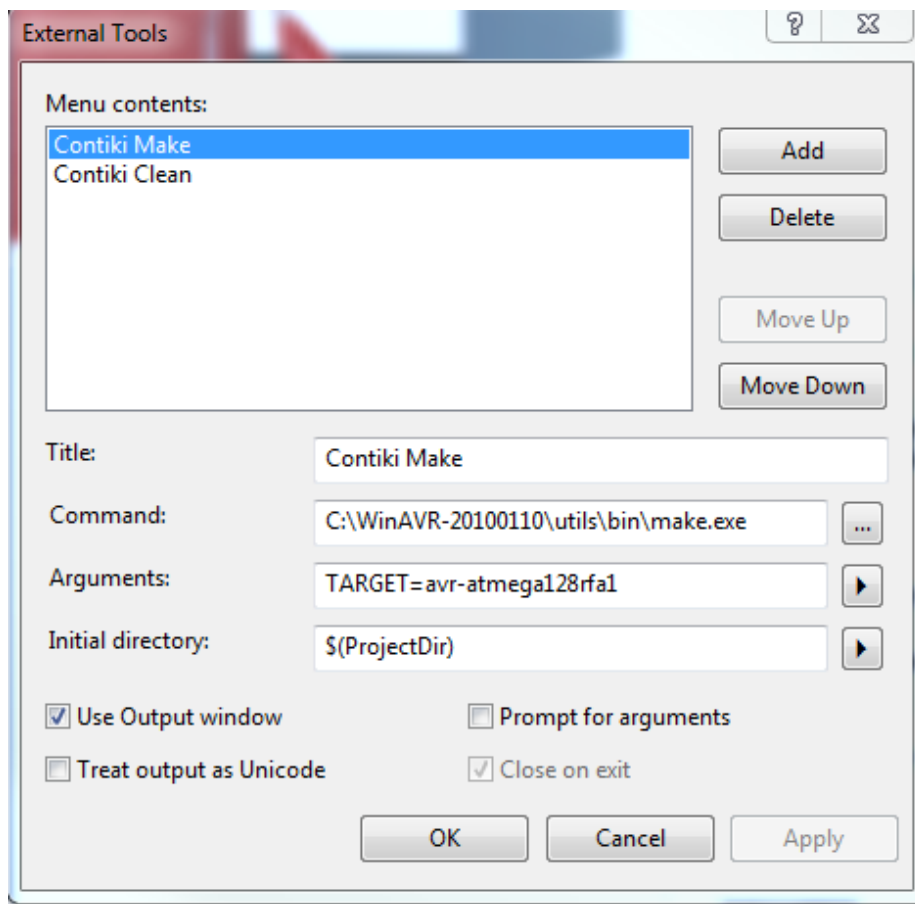 External Tools
Menu contents:
Contiki Make
Contiki Clean
Add
Delete
Move Up
Move Down
Title:
Contiki Make
Command:
C:\WinAVR-20100110\utils\bin\make.exe
...
Arguments:
TARGET=avr-atmega128rfa1
Initial directory:
$(ProjectDir)
Use Output window
Prompt for arguments
Treat output as Unicode
Close on exit
OK
Cancel
Apply